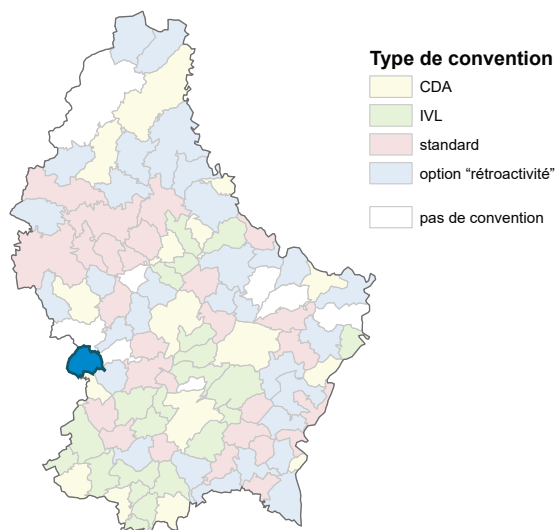 Type de convention
CDA
IVL
standard
option “rétroactivité”
pas de convention